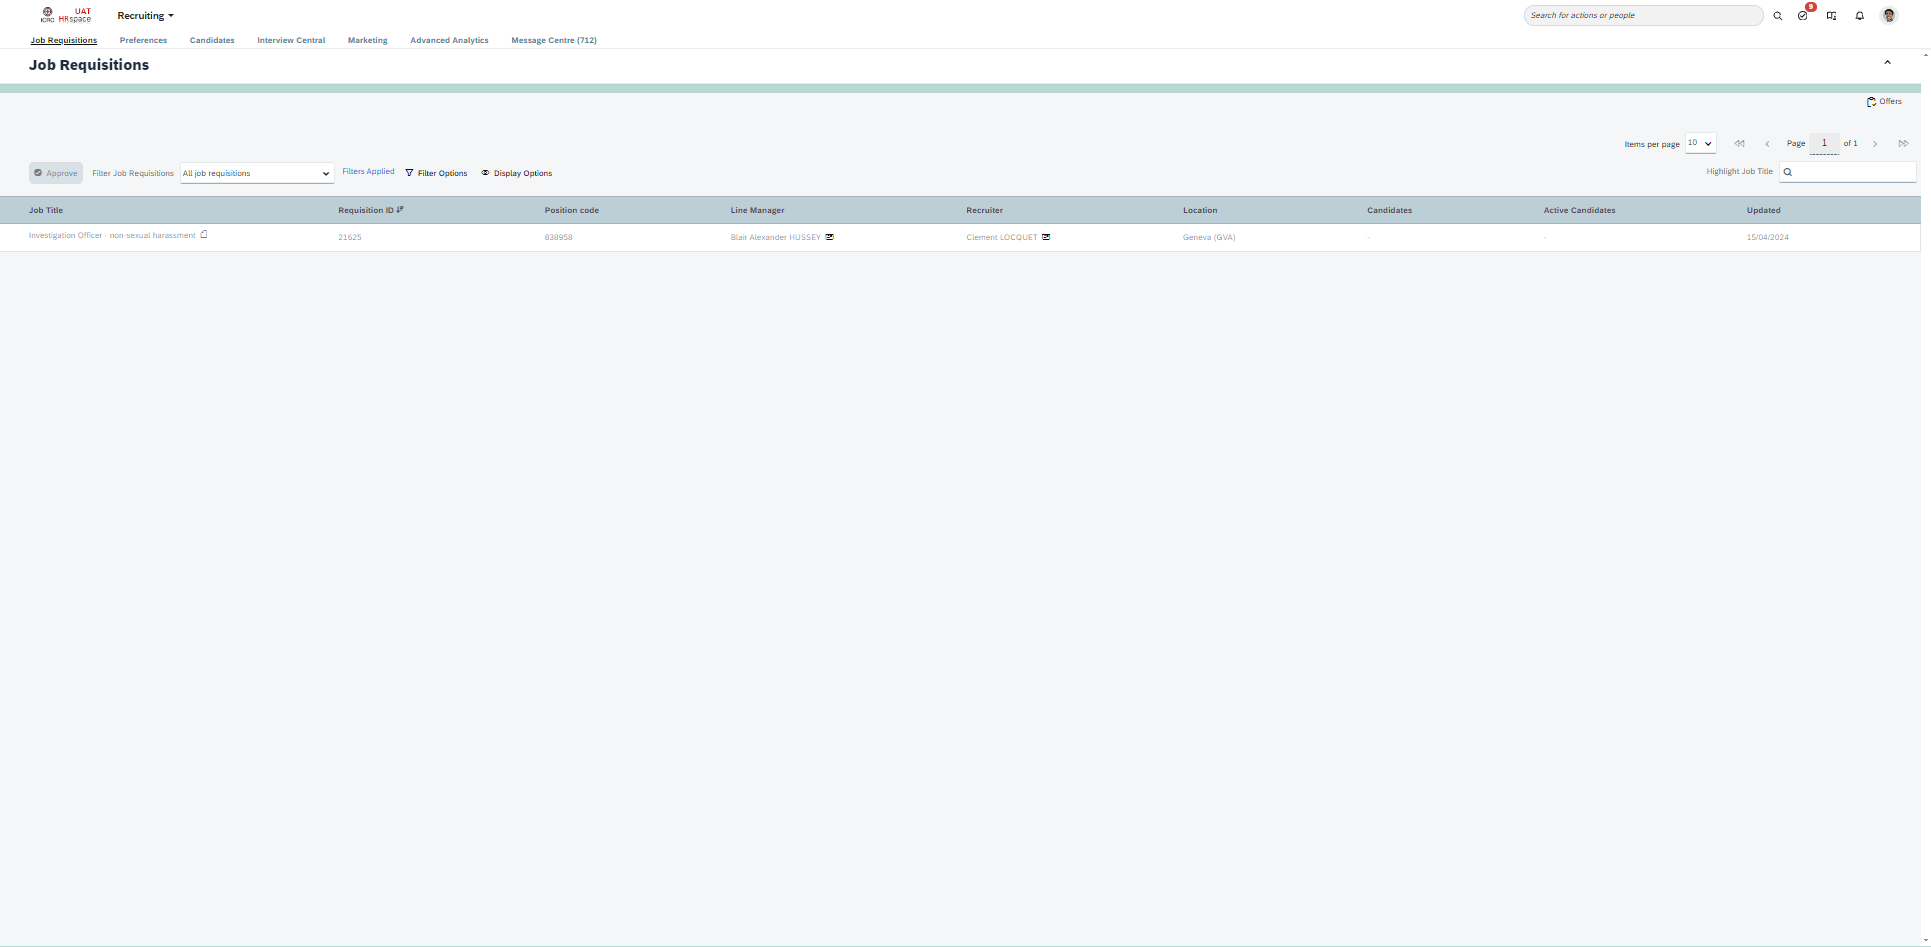 ICRC UAT HRspace Recruiting Search for actions or people 9
Job Requisitions Preferences Candidates Interview Central Marketing Advanced Analytics Message Centre (712)
Job Requisitions
Offers
Items per page 10 Page 1 of 1
Approve Filter Job Requisitions All job requisitions Filters Applied Filter Options Display Options Highlight Job Title
Job Title Requisition ID Position code Line Manager Recruiter Location Candidates Active Candidates Updated
Investigation Officer - non-sexual harassment 21625 838958 Blair Alexander HUSSEY Clement LOCQUET Geneva (GVA) - - 15/04/2024